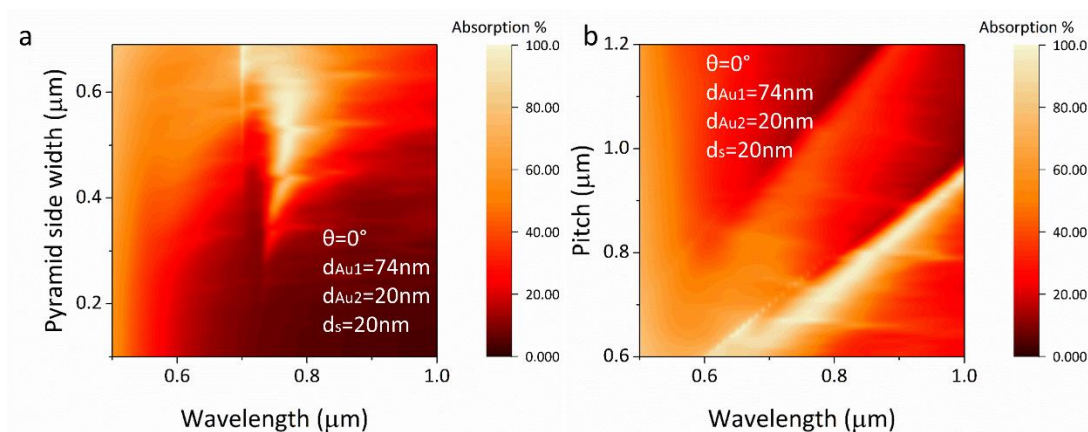 a
Absorption %
100.0
80.00
60.00
40.00
20.00
0.000
Pyramid side width (μm)
0.6
0.4
0.2
θ=0°
dAu1=74nm
dAu2=20nm
ds=20nm
0.6 0.8 1.0
Wavelength (μm)
b
Absorption %
100.0
80.00
60.00
40.00
20.00
0.000
Pitch (μm)
1.2
1.0
0.8
0.6
θ=0°
dAu1=74nm
dAu2=20nm
ds=20nm
0.6 0.8 1.0
Wavelength (μm)